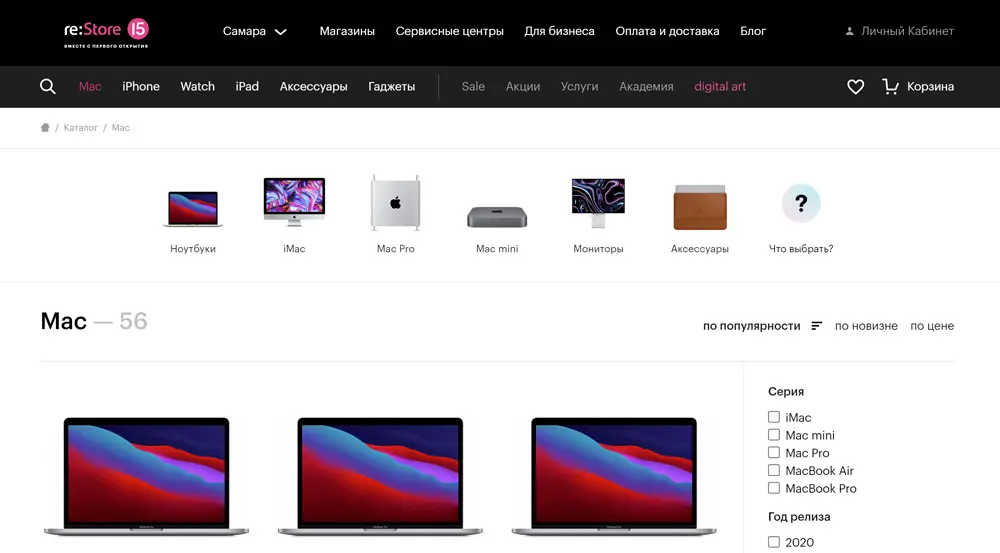 re:Store 15
ВМЕСТЕ С ПЕРВОГО ОТКРЫТИЯ
Самара Магазины Сервисные центры Для бизнеса Оплата и доставка Блог Личный Кабинет
Mac iPhone Watch iPad Аксессуары Гаджеты Sale Акции Услуги Академия digital art Корзина
/ Каталог / Mac
?
Ноутбуки iMac Mac Pro Mac mini Мониторы Аксессуары Что выбрать?
Mac — 56
по популярности по новизне по цене
Серия
iMac
Mac mini
Mac Pro
MacBook Air
MacBook Pro
Год релиза
2020